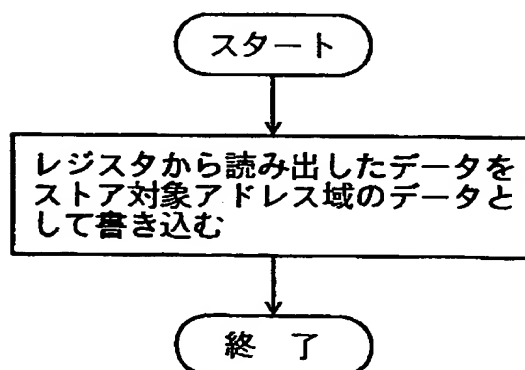 スタート
レジスタから読み出したデータを
ストア対象アドレス域のデータと
して書き込む
終 了